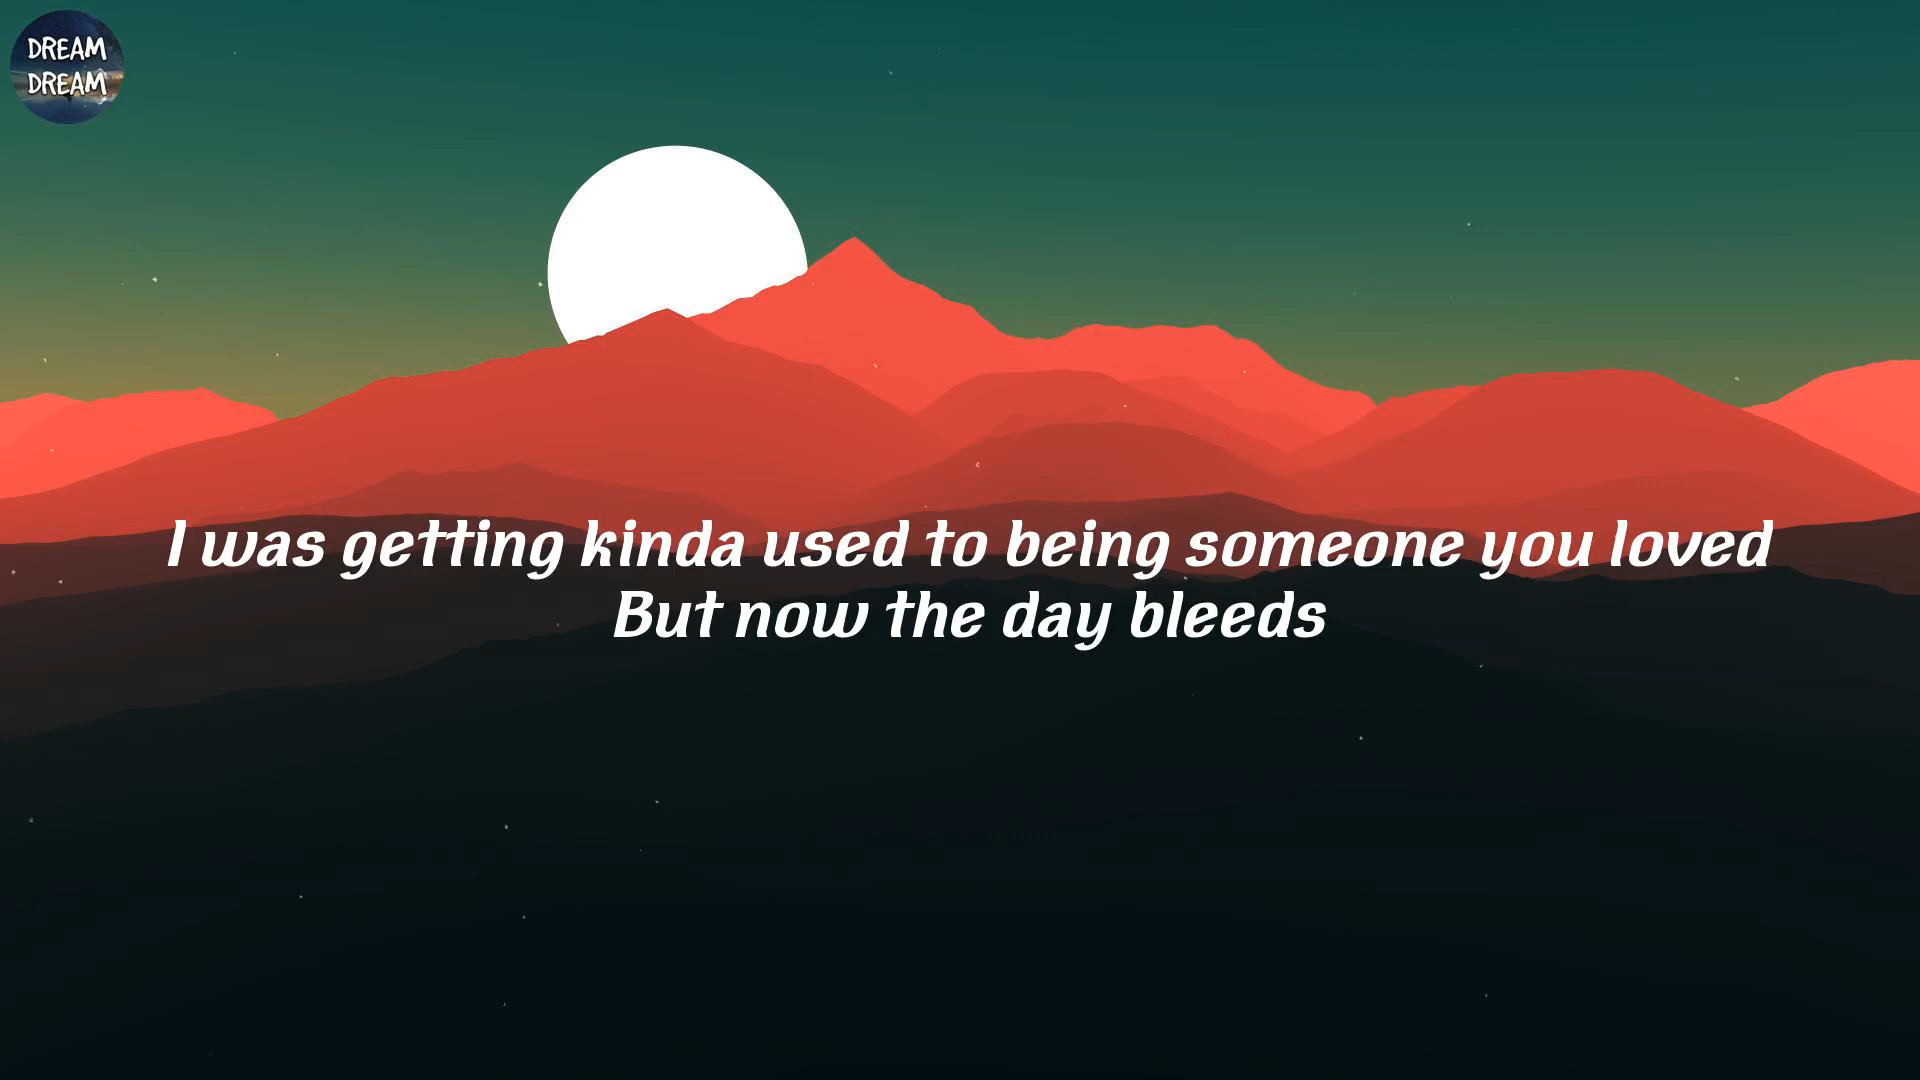 DREAM
DREAM
I was getting kinda used to being someone you loved
But now the day bleeds